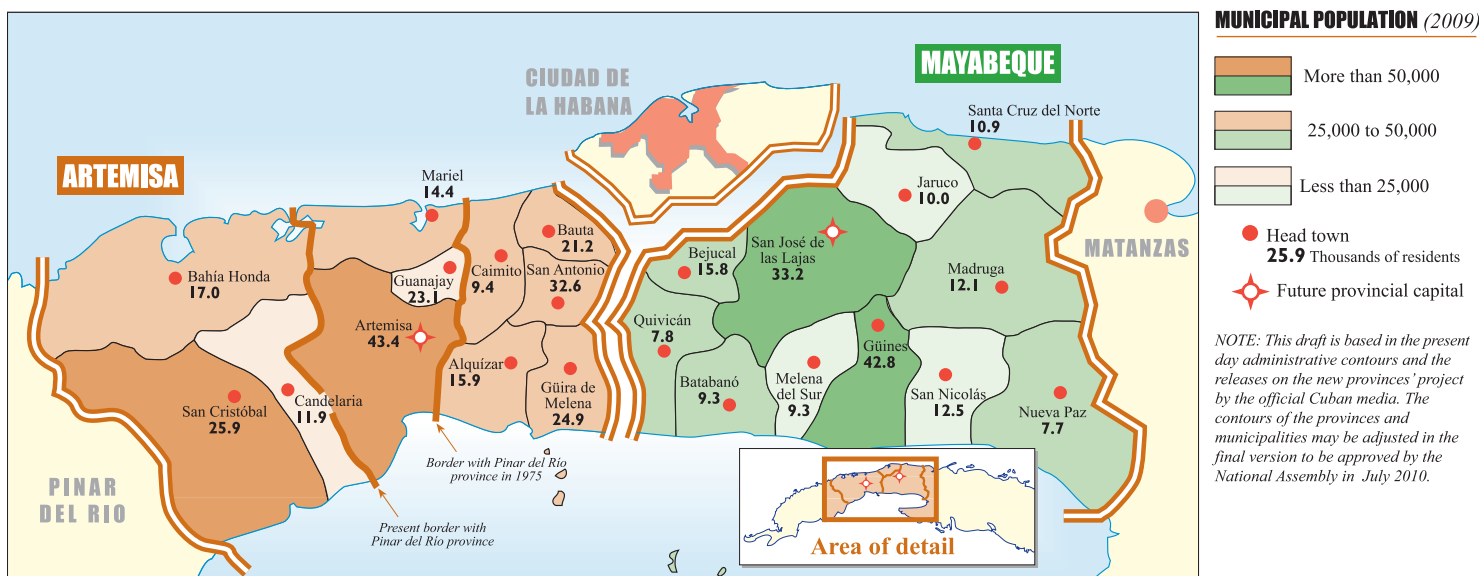 CIUDAD DE
LA HABANA
MAYABEQUE
ARTEMISA
Santa Cruz del Norte
10.9
Mariel
14.4
Jaruco
10.0
Bauta
21.2
San José de
las Lajas
33.2
Bejucal
15.8
Guanajay
23.1
Caimito
9.4
San Antonio
32.6
Bahía Honda
17.0
Madruga
12.1
MATANZAS
Artemisa
43.4
Quivicán
7.8
Güines
42.8
Alquízar
15.9
Güira de
Melena
24.9
Batabanó
9.3
Melena
del Sur
9.3
San Nicolás
12.5
Nueva Paz
7.7
San Cristóbal
25.9
Candelaria
11.9
PINAR
DEL RIO
Border with Pinar del Río
province in 1975
Present border with
Pinar del Río province
Area of detail
MUNICIPAL POPULATION (2009)
More than 50,000
25,000 to 50,000
Less than 25,000
Head town
25.9 Thousands of residents
Future provincial capital
NOTE: This draft is based in the present
day administrative contours and the
releases on the new provinces' project
by the official Cuban media. The
contours of the provinces and
municipalities may be adjusted in the
final version to be approved by the
National Assembly in July 2010.